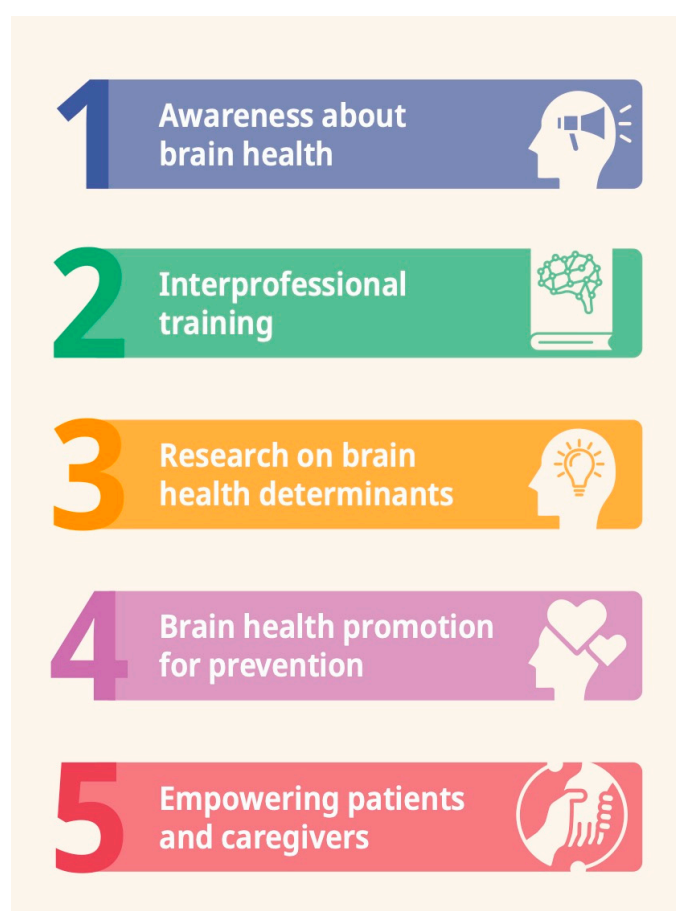 1
Awareness about
brain health
2
Interprofessional
training
3
Research on brain
health determinants
4
Brain health promotion
for prevention
5
Empowering patients
and caregivers